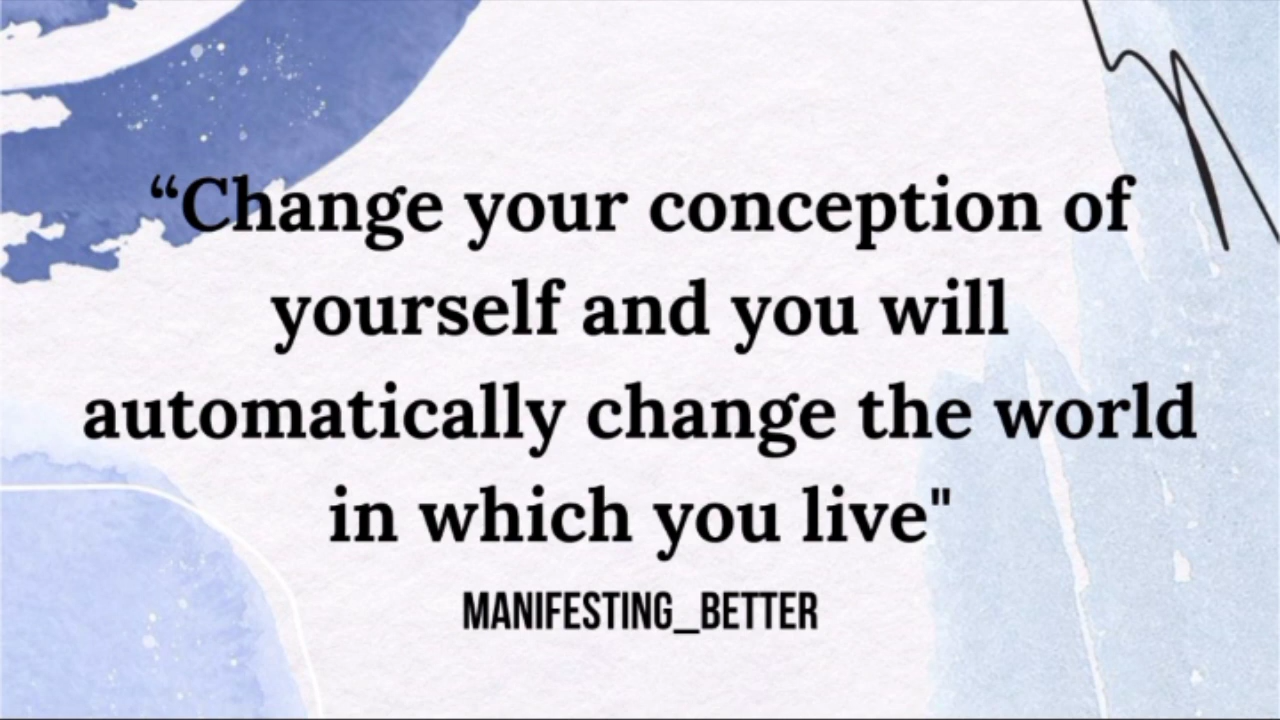 “Change your conception of
yourself and you will
automatically change the world
in which you live"
MANIFESTING_BETTER